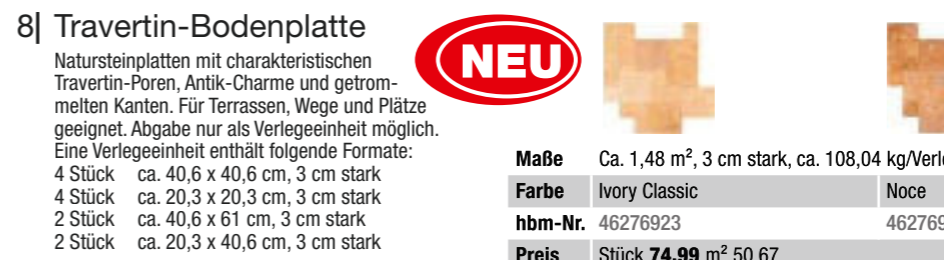 8| Travertin-Bodenplatte
Natursteinplatten mit charakteristischen
Travertin-Poren, Antik-Charme und getrom-
melten Kanten. Für Terrassen, Wege und Plätze
geeignet. Abgabe nur als Verlegeeinheit möglich.
Eine Verlegeeinheit enthält folgende Formate:
4 Stück ca. 40,6 x 40,6 cm, 3 cm stark
4 Stück ca. 20,3 x 20,3 cm, 3 cm stark
2 Stück ca. 40,6 x 61 cm, 3 cm stark
2 Stück ca. 20,3 x 40,6 cm, 3 cm stark
NEU
Maße Ca. 1,48 m², 3 cm stark, ca. 108,04 kg/Verle
Farbe Ivory Classic Noce
hbm-Nr. 46276923 462769
Preis Stück 74.99 m² 50.67